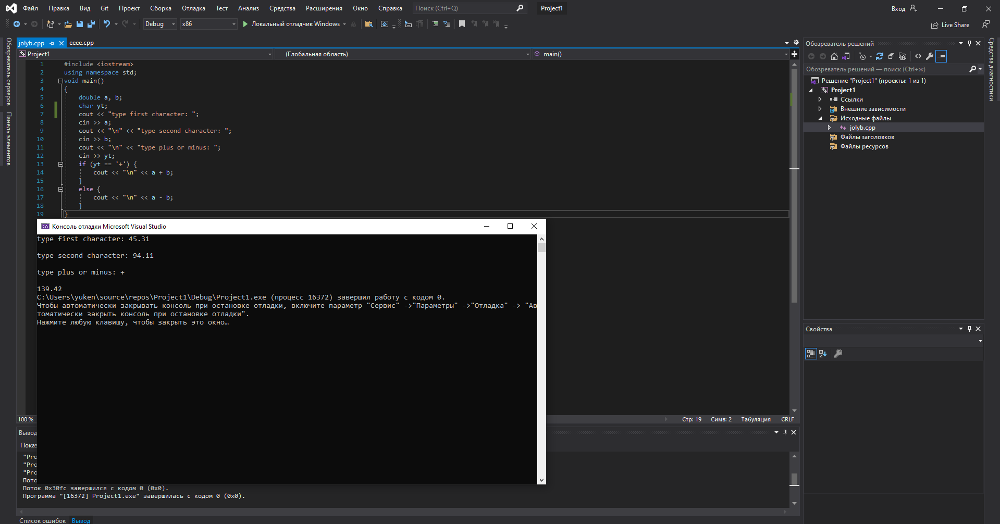 Файл Правка Вид Git Проект Сборка Отладка Тест Анализ Средства Расширения Окно Справка Поиск (Ctrl+Q) Project1 Вход
Debug x86 Локальный отладчик Windows Live Share
Обозреватель серверов
Панель элементов
jolyb.cpp eeee.cpp
Project1 (Глобальная область) main()
1 #include <iostream>
2 using namespace std;
3 void main()
4 {
5 double a, b;
6 char yt;
7 cout << "type first character: ";
8 cin >> a;
9 cout << "\n" << "type second character: ";
10 cin >> b;
11 cout << "\n" << "type plus or minus: ";
12 cin >> yt;
13 if (yt == '+') {
14 cout << "\n" << a + b;
15 }
16 else {
17 cout << "\n" << a - b;
18 }
19 }
Консоль отладки Microsoft Visual Studio
type first character: 45.31
type second character: 94.11
type plus or minus: +
139.42
C:\Users\yuken\source\repos\Project1\Debug\Project1.exe (процесс 16372) завершил работу с кодом 0.
Чтобы автоматически закрывать консоль при остановке отладки, включите параметр "Сервис" ->"Параметры" ->"Отладка" -> "Ав
томатически закрыть консоль при остановке отладки".
Нажмите любую клавишу, чтобы закрыть это окно…
100 % Стр: 19 Симв: 2 Табуляция CRLF
Вывод
Показ
"Pro
"Pro
"Pro
Пото
Поток 0x30fc завершился с кодом 0 (0x0).
Программа "[16372] Project1.exe" завершилась с кодом 0 (0x0).
Список ошибок Вывод
Обозреватель решений
Обозреватель решений — поиск (Ctrl+ж)
Решение "Project1" (проекты: 1 из 1)
Project1
Ссылки
Внешние зависимости
Исходные файлы
jolyb.cpp
Файлы заголовков
Файлы ресурсов
Свойства
Средства диагностики